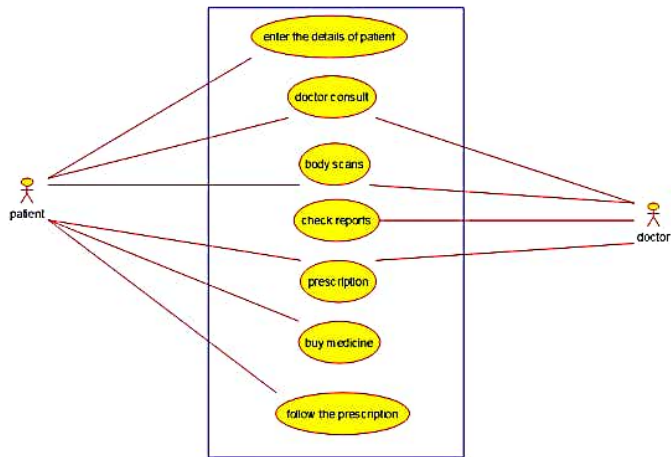 enter the details of patient
doctor consult
body scans
patient
check reports
doctor
prescription
buy medicine
follow the prescription